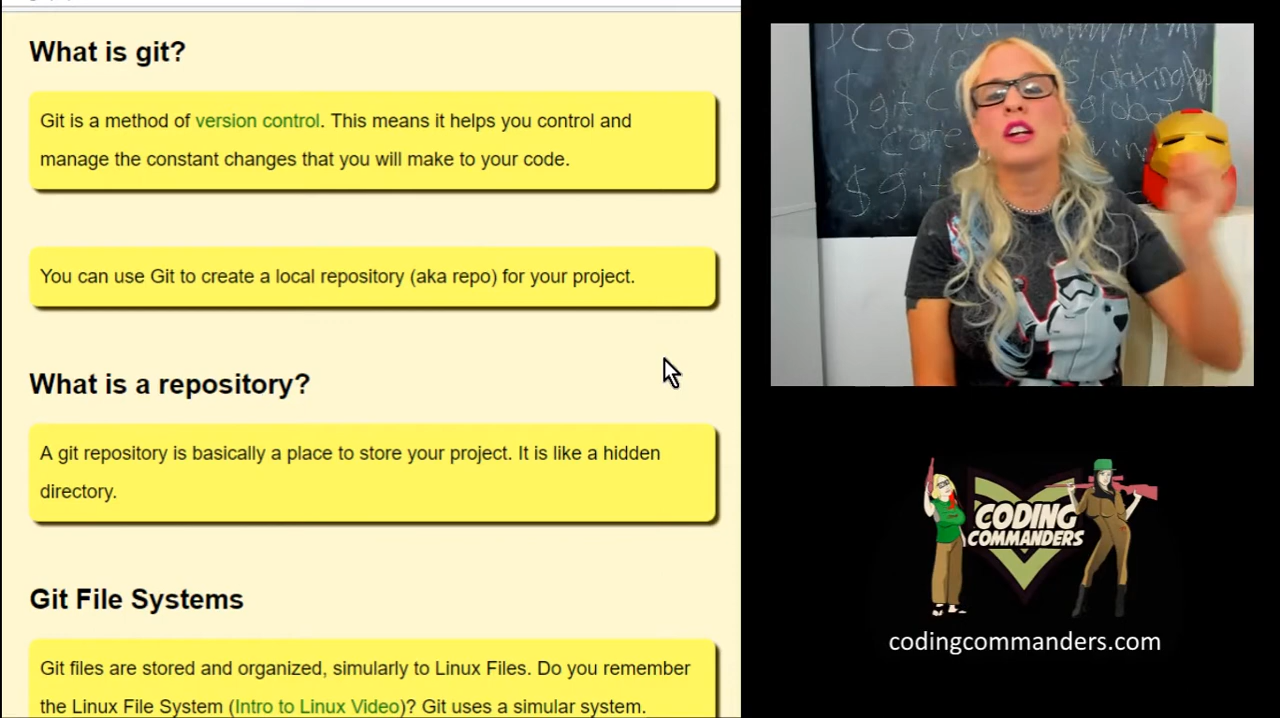 What is git?
Git is a method of version control. This means it helps you control and
manage the constant changes that you will make to your code.
You can use Git to create a local repository (aka repo) for your project.
What is a repository?
A git repository is basically a place to store your project. It is like a hidden
directory.
Git File Systems
Git files are stored and organized, simularly to Linux Files. Do you remember
the Linux File System (Intro to Linux Video)? Git uses a simular system.
$ git
$ git
CODING
COMMANDERS
codingcommanders.com